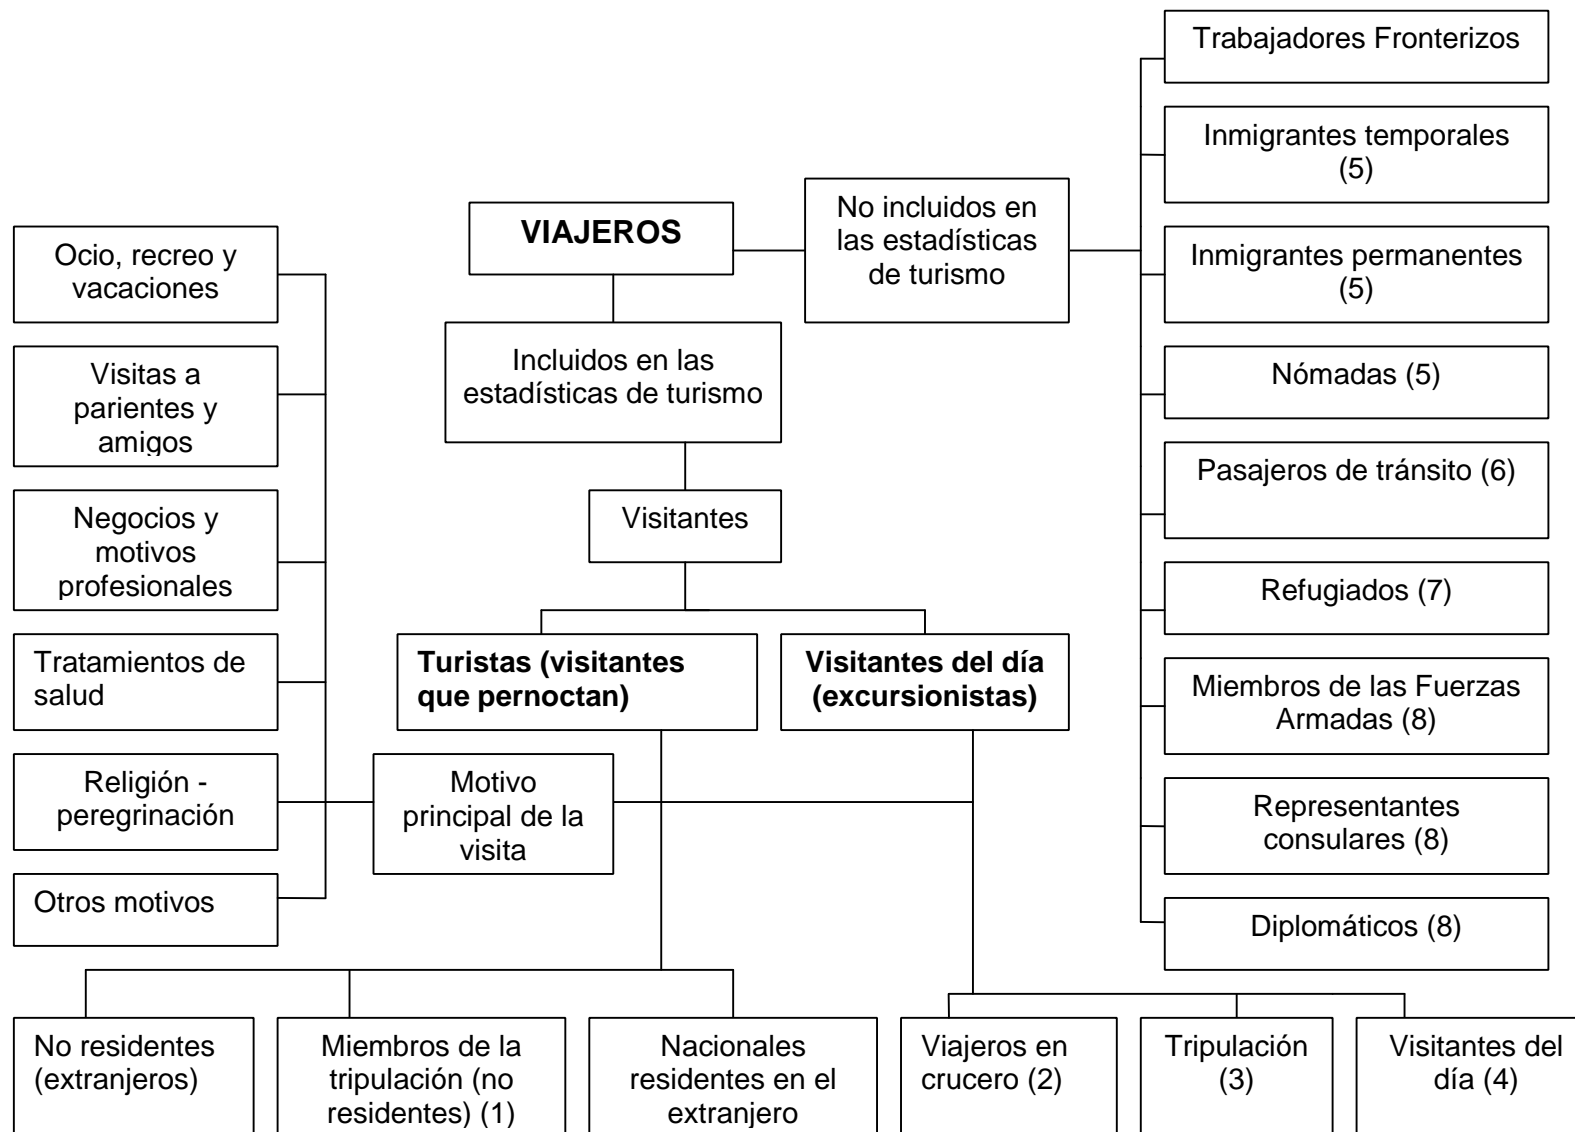 Trabajadores Fronterizos
Inmigrantes temporales
(5)
No incluidos en
las estadísticas
de turismo
VIAJEROS
Ocio, recreo y
vacaciones
Inmigrantes permanentes
(5)
Incluidos en las
estadísticas de turismo
Visitas a
parientes y
amigos
Nómadas (5)
Pasajeros de tránsito (6)
Negocios y
motivos
profesionales
Visitantes
Refugiados (7)
Tratamientos de
salud
Turistas (visitantes
que pernoctan)
Visitantes del día
(excursionistas)
Miembros de las Fuerzas
Armadas (8)
Religión -
peregrinación
Motivo
principal de la
visita
Representantes
consulares (8)
Otros motivos
Diplomáticos (8)
No residentes
(extranjeros)
Miembros de la
tripulación (no
residentes) (1)
Nacionales
residentes en el
extranjero
Viajeros en
crucero (2)
Tripulación
(3)
Visitantes del
día (4)